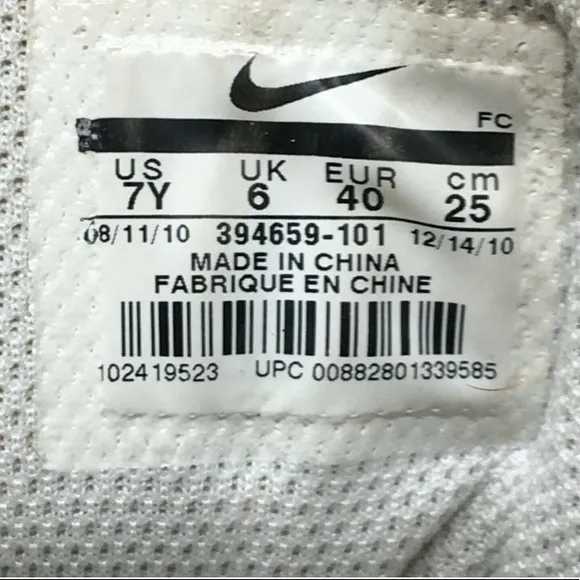 FC
US UK EUR cm
7Y 6 40 25
08/11/10 394659-101 12/14/10
MADE IN CHINA
FABRIQUE EN CHINE
102419523 UPC 00882801339585